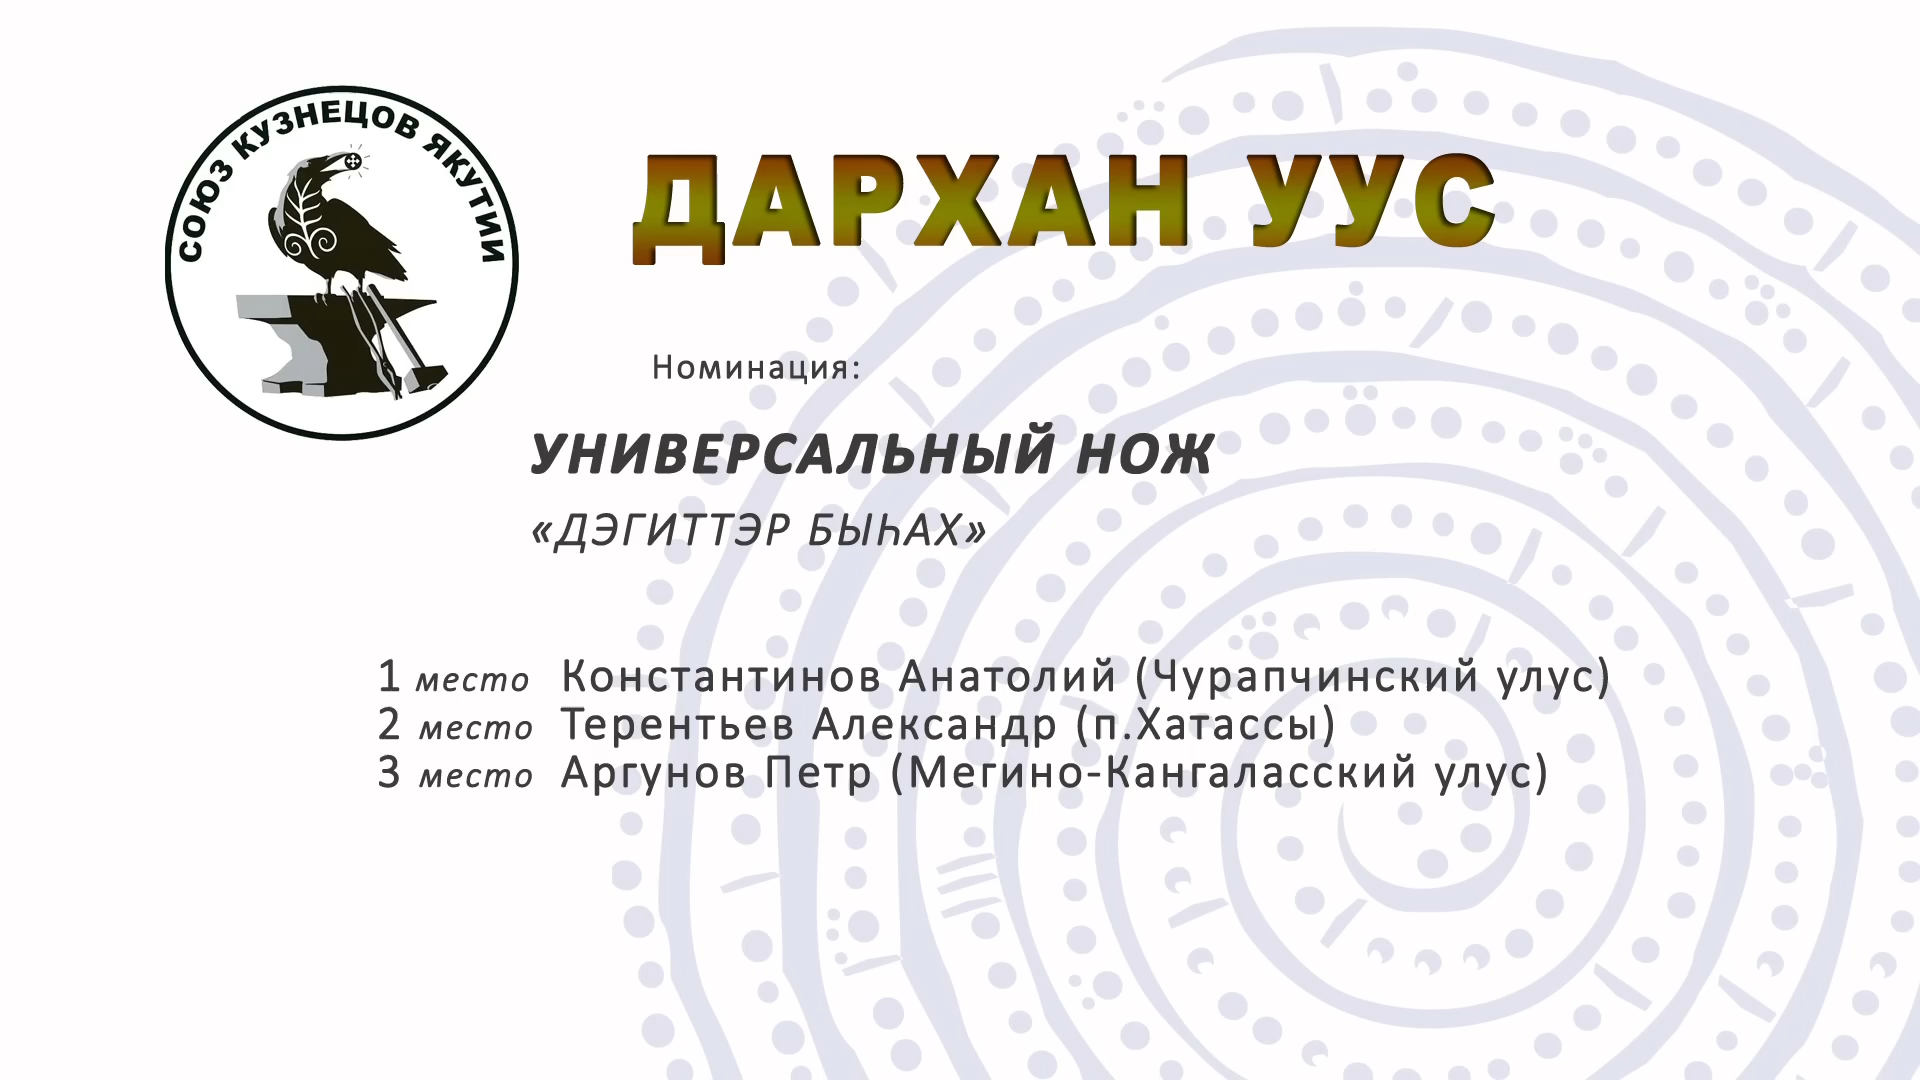 СОЮЗ КУЗНЕЦОВ ЯКУТИИ
ДАРХАН УУС
Номинация:
УНИВЕРСАЛЬНЫЙ НОЖ
«ДЭГИТТЭР БЫҺАХ»
1 место Константинов Анатолий (Чурапчинский улус)
2 место Терентьев Александр (п.Хатассы)
3 место Аргунов Петр (Мегино-Кангаласский улус)